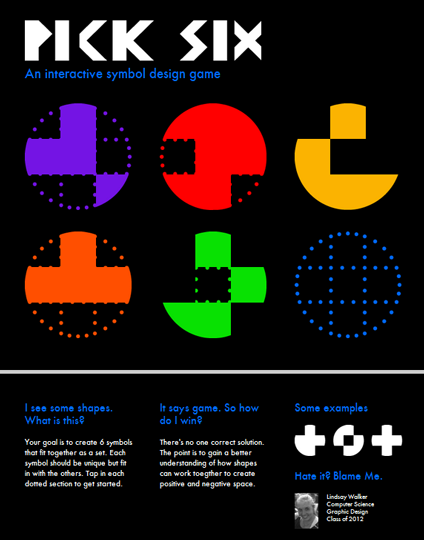 PICK SIX
An interactive symbol design game
I see some shapes.
What is this?
Your goal is to create 6 symbols
that fit together as a set. Each
symbol should be unique but fit
in with the others. Tap in each
dotted section to get started.
It says game. So how
do I win?
There's no one correct solution.
The point is to gain a better
understanding of how shapes
can work toegther to create
positive and negative space.
Some examples
Hate it? Blame Me.
Lindsay Walker
Computer Science
Graphic Design
Class of 2012